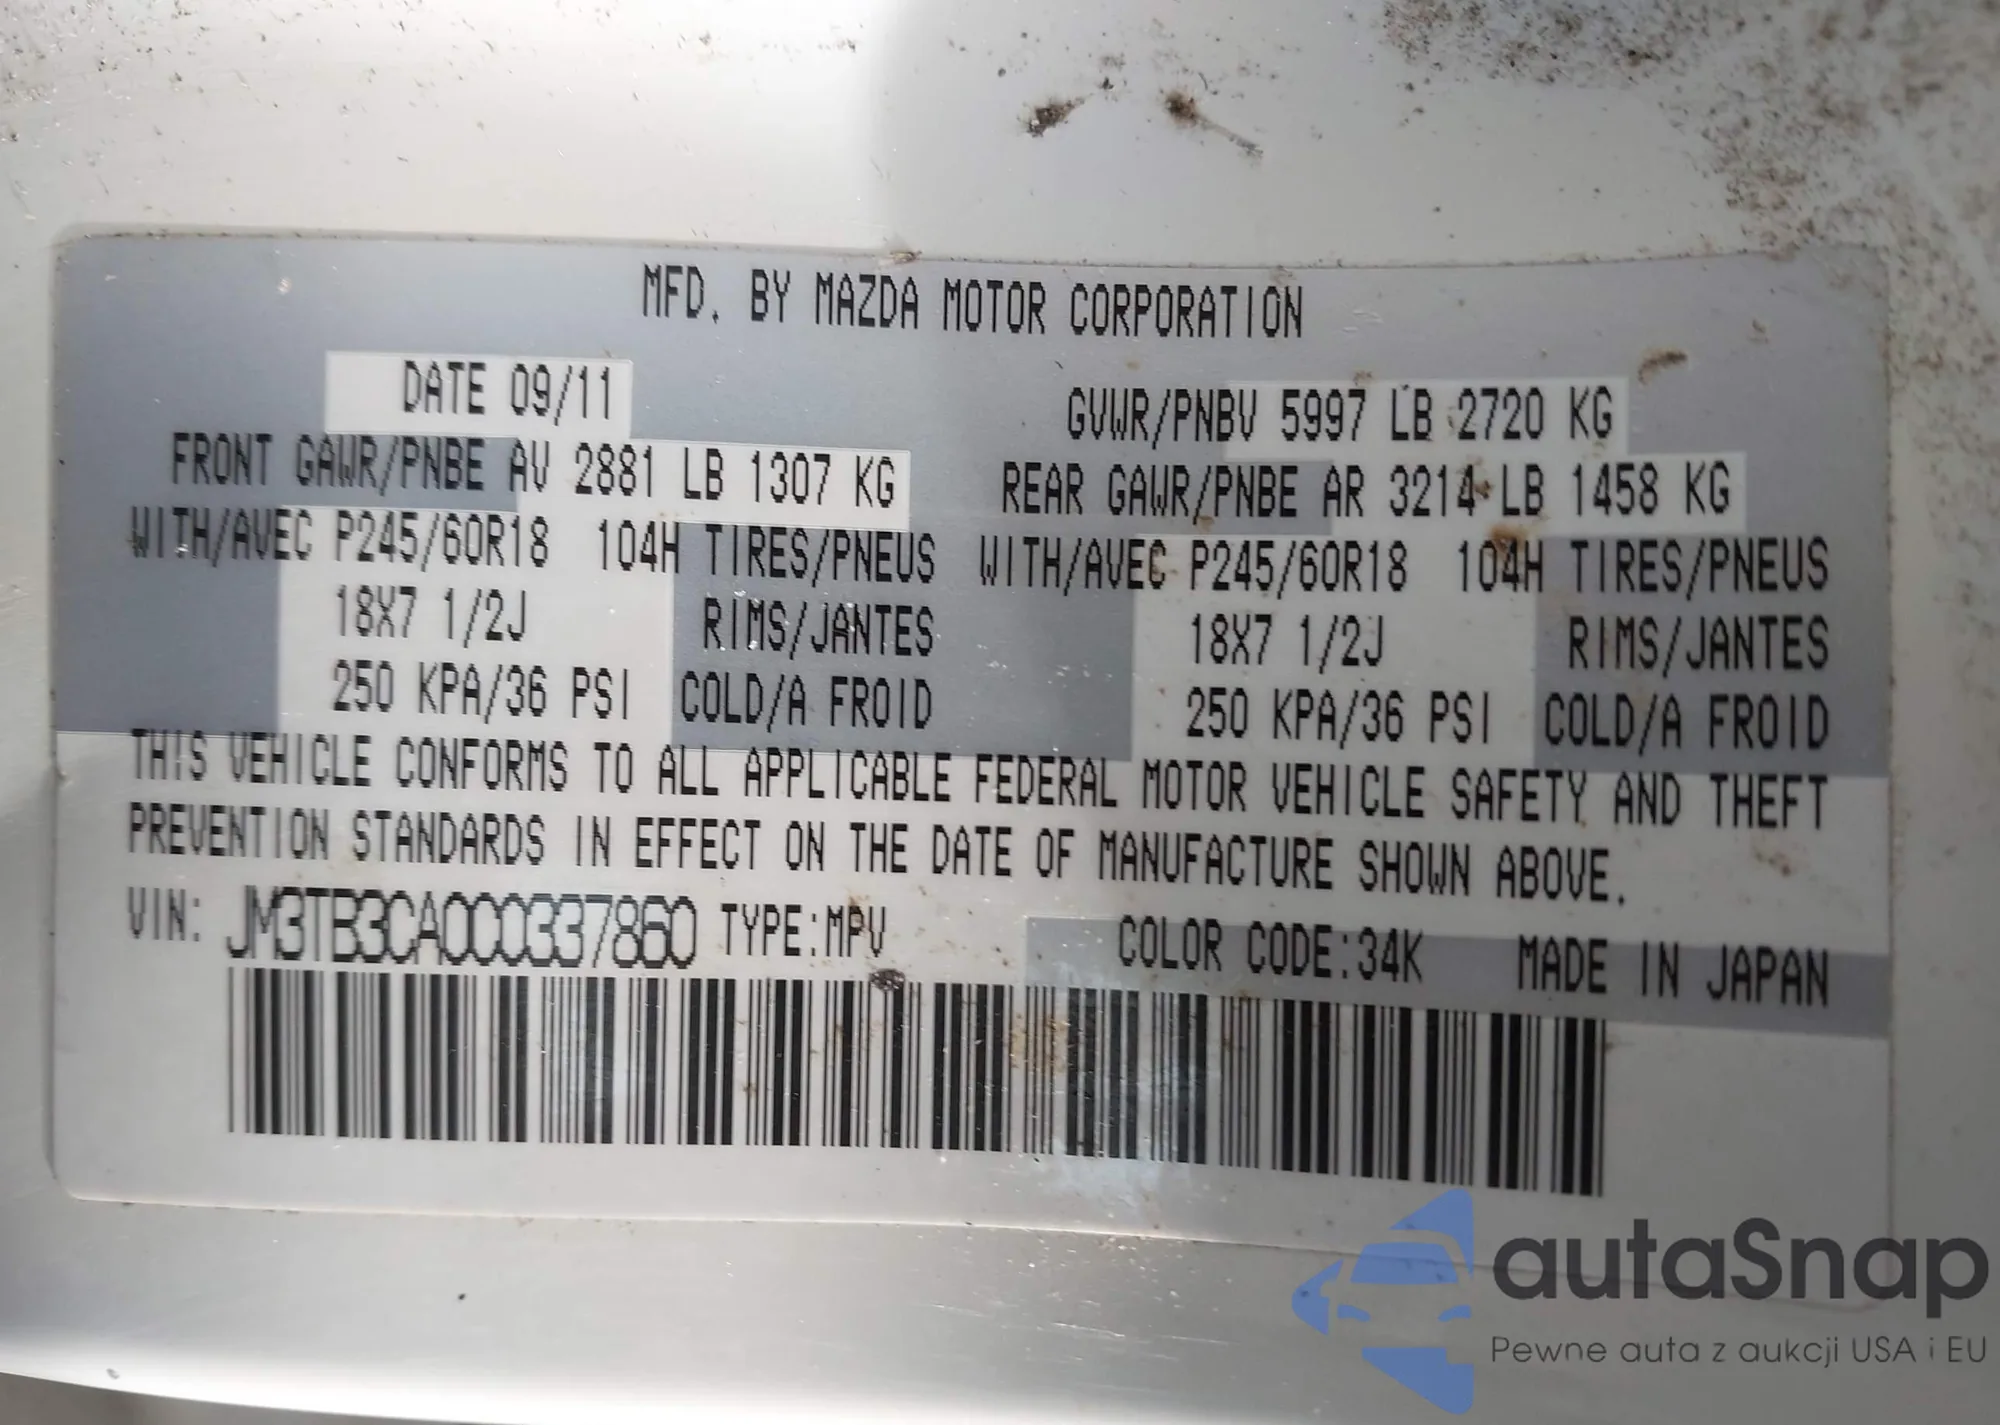 MFD. BY MAZDA MOTOR CORPORATION
DATE 09/11
GVWR/PNBV 5997 LB 2720 KG
FRONT GAWR/PNBE AV 2881 LB 1307 KG
REAR GAWR/PNBE AR 3214 LB 1458 KG
WITH/AVEC P245/60R18 104H TIRES/PNEUS
WITH/AVEC P245/60R18 104H TIRES/PNEUS
18X7 1/2J RIMS/JANTES
18X7 1/2J RIMS/JANTES
250 KPA/36 PSI COLD/A FROID
250 KPA/36 PSI COLD/A FROID
THIS VEHICLE CONFORMS TO ALL APPLICABLE FEDERAL MOTOR VEHICLE SAFETY AND THEFT
PREVENTION STANDARDS IN EFFECT ON THE DATE OF MANUFACTURE SHOWN ABOVE.
VIN: JM3TB3CA0C0337860 TYPE:MPV COLOR CODE:34K MADE IN JAPAN
autaSnap
Pewne auta z aukcji USA i EU